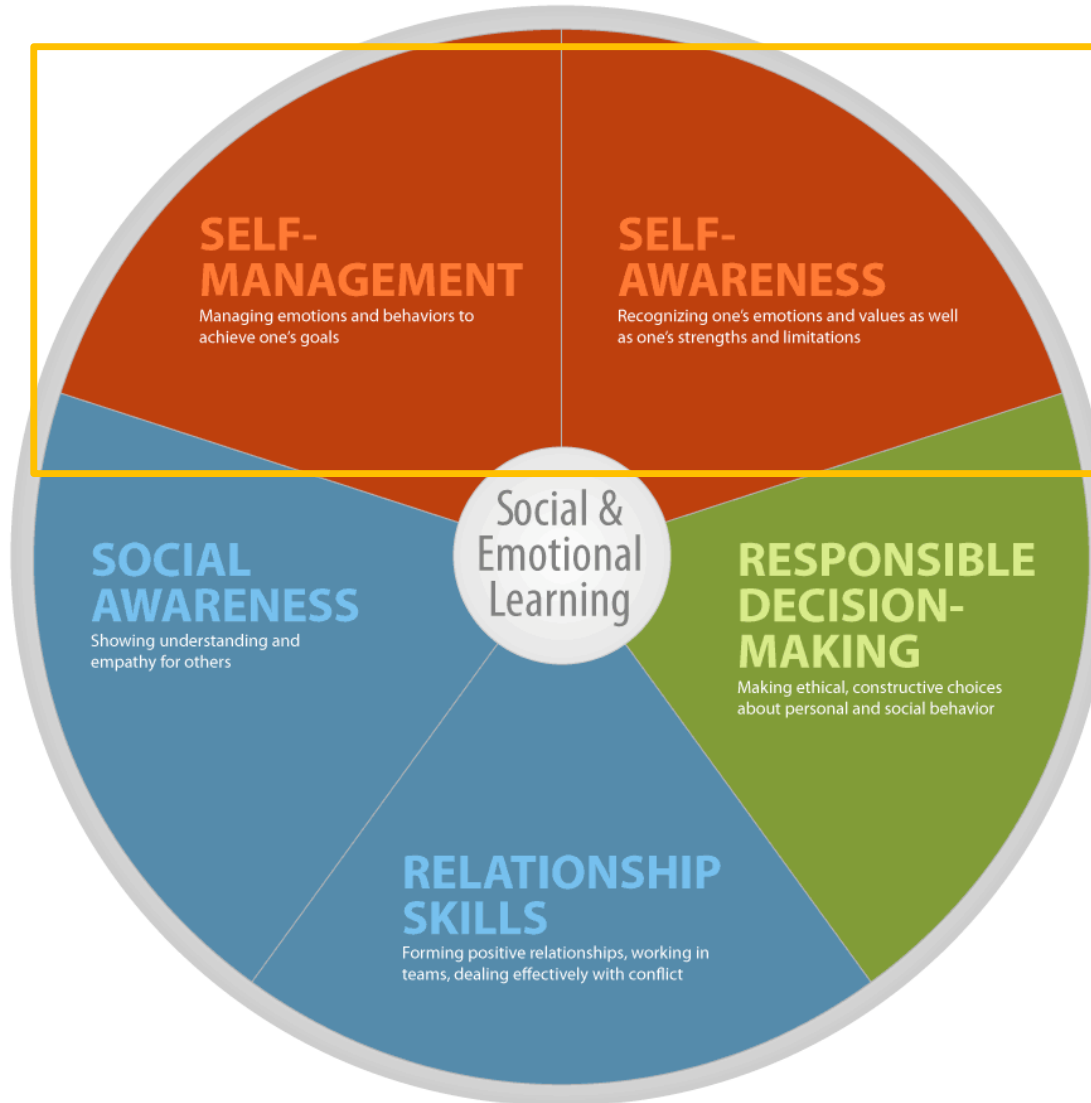 SELF-
MANAGEMENT
Managing emotions and behaviors to
achieve one's goals
SELF-
AWARENESS
Recognizing one's emotions and values as well
as one's strengths and limitations
Social &
Emotional
Learning
SOCIAL
AWARENESS
Showing understanding and
empathy for others
RESPONSIBLE
DECISION-
MAKING
Making ethical, constructive choices
about personal and social behavior
RELATIONSHIP
SKILLS
Forming positive relationships, working in
teams, dealing effectively with conflict